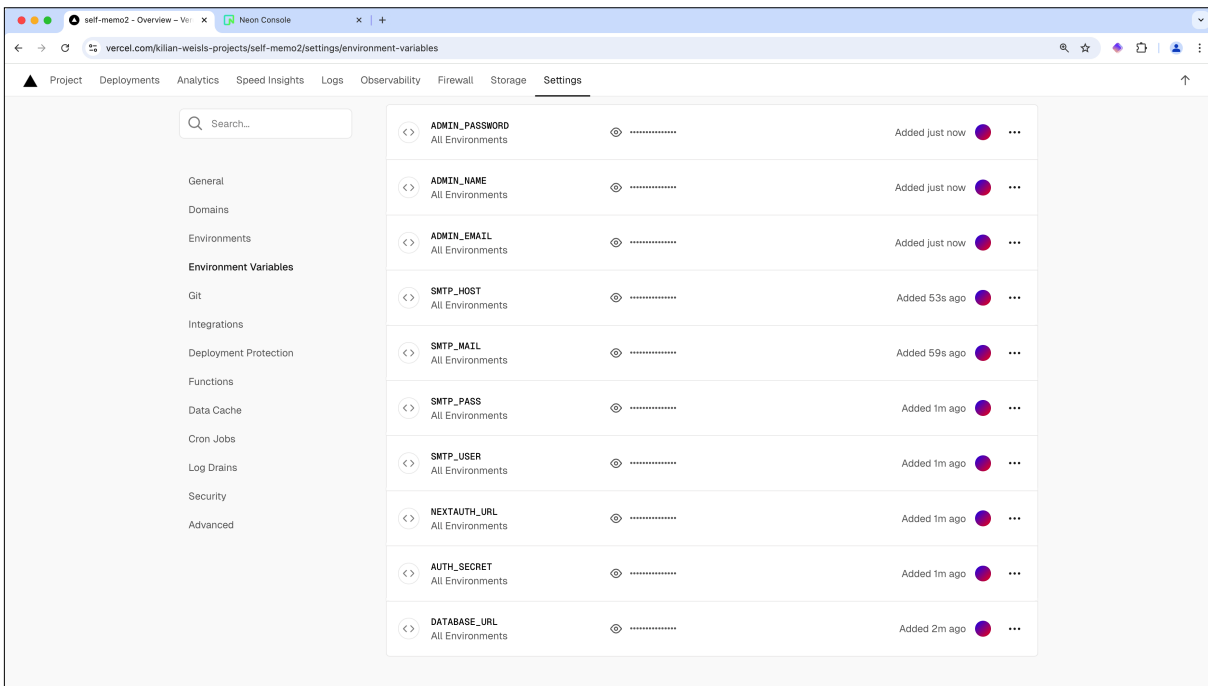 self-memo2 - Overview – Ver
Neon Console
vercel.com/kilian-weisls-projects/self-memo2/settings/environment-variables
Project Deployments Analytics Speed Insights Logs Observability Firewall Storage Settings
Search...
General
Domains
Environments
Environment Variables
Git
Integrations
Deployment Protection
Functions
Data Cache
Cron Jobs
Log Drains
Security
Advanced
ADMIN_PASSWORD
All Environments
Added just now
ADMIN_NAME
All Environments
Added just now
ADMIN_EMAIL
All Environments
Added just now
SMTP_HOST
All Environments
Added 53s ago
SMTP_MAIL
All Environments
Added 59s ago
SMTP_PASS
All Environments
Added 1m ago
SMTP_USER
All Environments
Added 1m ago
NEXTAUTH_URL
All Environments
Added 1m ago
AUTH_SECRET
All Environments
Added 1m ago
DATABASE_URL
All Environments
Added 2m ago